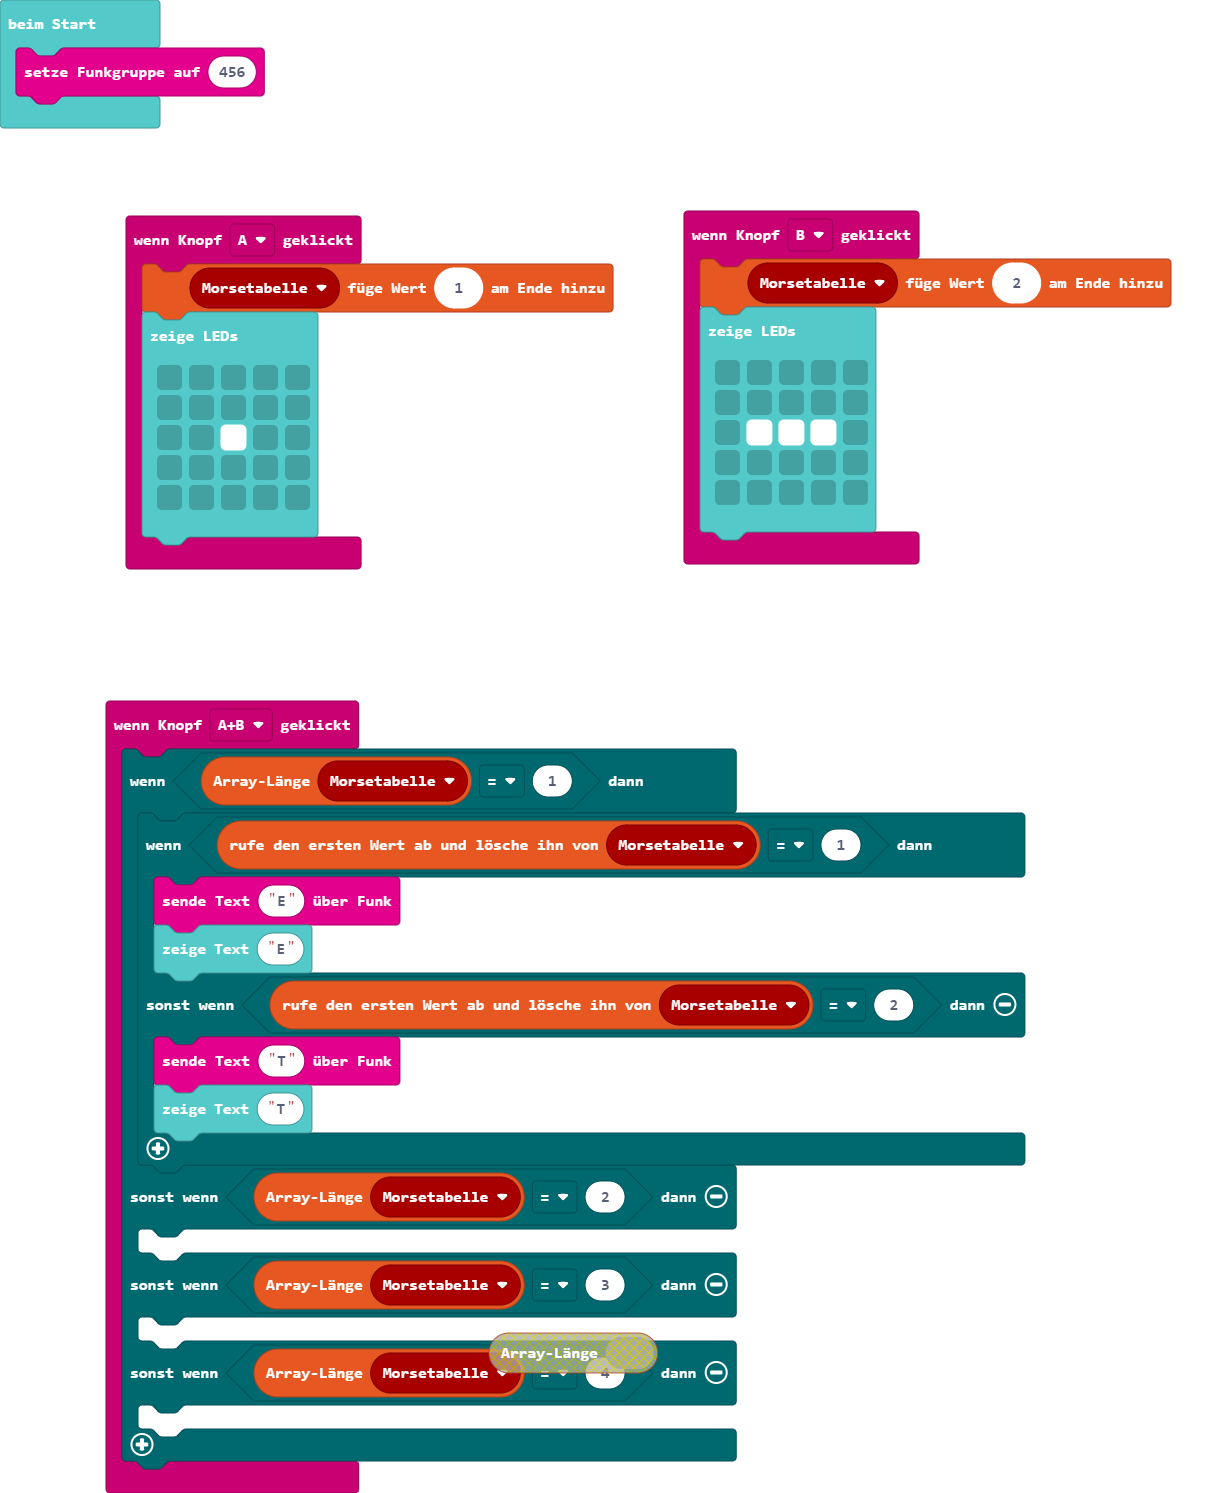 beim Start
setze Funkgruppe auf 456
wenn Knopf A geklickt
Morsetabelle füge Wert 1 am Ende hinzu
zeige LEDs
wenn Knopf B geklickt
Morsetabelle füge Wert 2 am Ende hinzu
zeige LEDs
wenn Knopf A+B geklickt
wenn Array-Länge Morsetabelle = 1 dann
wenn rufe den ersten Wert ab und lösche ihn von Morsetabelle = 1 dann
sende Text "E" über Funk
zeige Text "E"
sonst wenn rufe den ersten Wert ab und lösche ihn von Morsetabelle = 2 dann
sende Text "T" über Funk
zeige Text "T"
sonst wenn Array-Länge Morsetabelle = 2 dann
sonst wenn Array-Länge Morsetabelle = 3 dann
Array-Länge
sonst wenn Array-Länge Morsetabelle = 4 dann